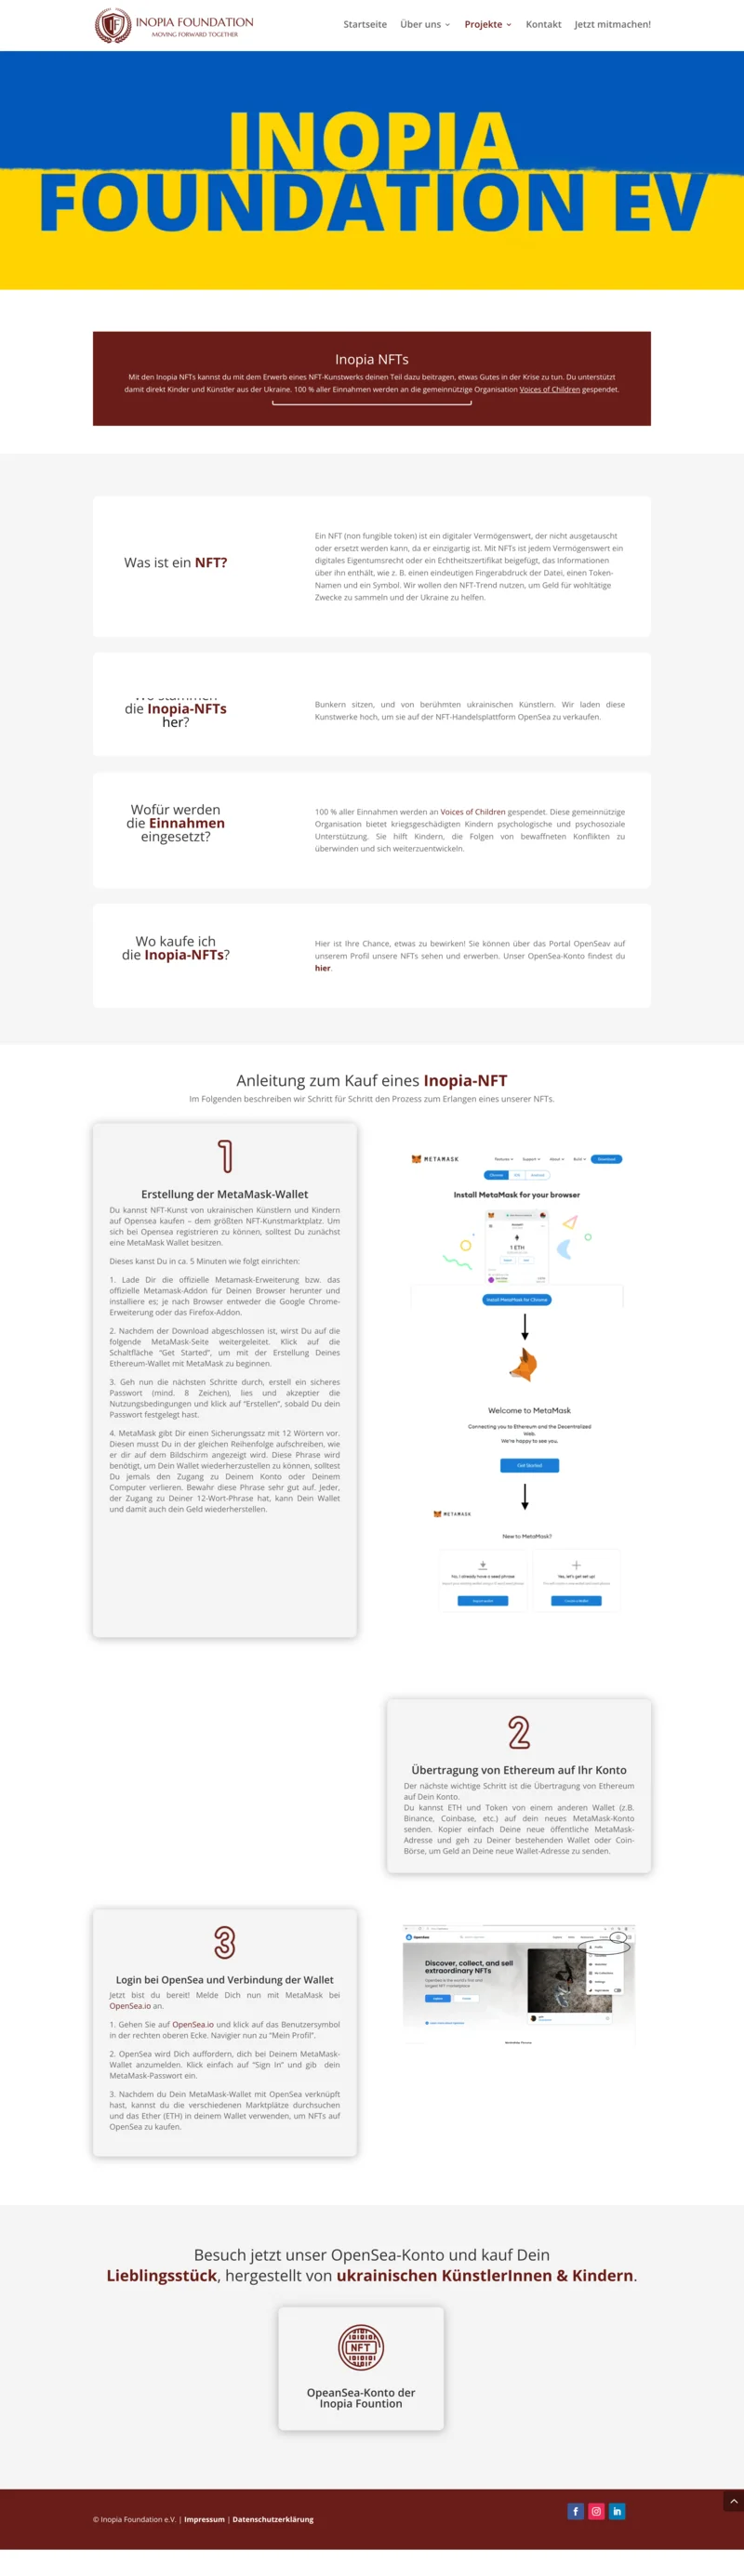 INOPIA FOUNDATION
MOVING FORWARD TOGETHER
Startseite Über uns Projekte Kontakt Jetzt mitmachen!
INOPIA
FOUNDATION EV
Inopia NFTs
Mit den Inopia NFTs kannst du mit dem Erwerb eines NFT-Kunstwerks deinen Teil dazu beitragen, etwas Gutes in der Krise zu tun. Du unterstützt
damit direkt Kinder und Künstler aus der Ukraine. 100 % aller Einnahmen werden an die gemeinnützige Organisation Voices of Children gespendet.
Was ist ein NFT?
Ein NFT (non fungible token) ist ein digitaler Vermögenswert, der nicht ausgetauscht
oder ersetzt werden kann, da er einzigartig ist. Mit NFTs ist jedem Vermögenswert ein
digitales Eigentumsrecht oder ein Echtheitszertifikat beigefügt, das Informationen
über ihn enthält, wie z. B. einen eindeutigen Fingerabdruck der Datei, einen Token-
Namen und ein Symbol. Wir wollen den NFT-Trend nutzen, um Geld für wohltätige
Zwecke zu sammeln und der Ukraine zu helfen.
die Inopia-NFTs
her?
Bunkern sitzen, und von berühmten ukrainischen Künstlern. Wir laden diese
Kunstwerke hoch, um sie auf der NFT-Handelsplattform OpenSea zu verkaufen.
Wofür werden
die Einnahmen
eingesetzt?
100 % aller Einnahmen werden an Voices of Children gespendet. Diese gemeinnützige
Organisation bietet kriegsgeschädigten Kindern psychologische und psychosoziale
Unterstützung. Sie hilft Kindern, die Folgen von bewaffneten Konflikten zu
überwinden und sich weiterzuentwickeln.
Wo kaufe ich
die Inopia-NFTs?
Hier ist Ihre Chance, etwas zu bewirken! Sie können über das Portal OpenSeav auf
unserem Profil unsere NFTs sehen und erwerben. Unser OpenSea-Konto findest du
hier.
Anleitung zum Kauf eines Inopia-NFT
Im Folgenden beschreiben wir Schritt für Schritt den Prozess zum Erlangen eines unserer NFTs.
1
Erstellung der MetaMask-Wallet
Du kannst NFT-Kunst von ukrainischen Künstlern und Kindern
auf Opensea kaufen – dem größten NFT-Kunstmarktplatz. Um
sich bei Opensea registrieren zu können, solltest Du zunächst
eine MetaMask Wallet besitzen.
Dieses kanst Du in ca. 5 Minuten wie folgt einrichten:
1. Lade Dir die offizielle Metamask-Erweiterung bzw. das
offizielle Metamask-Addon für Deinen Browser herunter und
installiere es; je nach Browser entweder die Google Chrome-
Erweiterung oder das Firefox-Addon.
2. Nachdem der Download abgeschlossen ist, wirst Du auf die
folgende MetaMask-Seite weitergeleitet. Klick auf die
Schaltfläche “Get Started”, um mit der Erstellung Deines
Ethereum-Wallet mit MetaMask zu beginnen.
3. Geh nun die nächsten Schritte durch, erstell ein sicheres
Passwort (mind. 8 Zeichen), lies und akzeptier die
Nutzungsbedingungen und klick auf “Erstellen”, sobald Du dein
Passwort festgelegt hast.
4. MetaMask gibt Dir einen Sicherungssatz mit 12 Wörtern vor.
Diesen musst Du in der gleichen Reihenfolge aufschreiben, wie
er dir auf dem Bildschirm angezeigt wird. Diese Phrase wird
benötigt, um Dein Wallet wiederherzustellen zu können, solltest
Du jemals den Zugang zu Deinem Konto oder Deinem
Computer verlieren. Bewahr diese Phrase sehr gut auf. Jeder,
der Zugang zu Deiner 12-Wort-Phrase hat, kann Dein Wallet
und damit auch dein Geld wiederherstellen.
METAMASK
Features Support About Build Download
Chrome
Install MetaMask for your browser
1 ETH
Install MetaMask for Chrome
Welcome to MetaMask
Connecting you to Ethereum and the Decentralized
Web.
We're happy to see you.
Get Started
METAMASK
New to MetaMask?
No, I already have a seed phrase
Yes, let's get set up!
Import wallet
Create a Wallet
2
Übertragung von Ethereum auf Ihr Konto
Der nächste wichtige Schritt ist die Übertragung von Ethereum
auf Dein Konto.
Du kannst ETH und Token von einem anderen Wallet (z.B.
Binance, Coinbase, etc.) auf dein neues MetaMask-Konto
senden. Kopier einfach Deine neue öffentliche MetaMask-
Adresse und geh zu Deiner bestehenden Wallet oder Coin-
Börse, um Geld an Deine neue Wallet-Adresse zu senden.
3
Login bei OpenSea und Verbindung der Wallet
Jetzt bist du bereit! Melde Dich nun mit MetaMask bei
OpenSea.io an.
1. Gehen Sie auf OpenSea.io und klick auf das Benutzersymbol
in der rechten oberen Ecke. Navigier nun zu “Mein Profil”.
2. OpenSea wird Dich auffordern, dich bei Deinem MetaMask-
Wallet anzumelden. Klick einfach auf “Sign In” und gib dein
MetaMask-Passwort ein.
3. Nachdem du Dein MetaMask-Wallet mit OpenSea verknüpft
hast, kannst du die verschiedenen Marktplätze durchsuchen
und das Ether (ETH) in deinem Wallet verwenden, um NFTs auf
OpenSea zu kaufen.
OpenSea
Profile
Discover, collect, and sell
extraordinary NFTs
Besuch jetzt unser OpenSea-Konto und kauf Dein
Lieblingsstück, hergestellt von ukrainischen KünstlerInnen & Kindern.
NFT
OpeanSea-Konto der
Inopia Fountion
© Inopia Foundation e.V. | Impressum | Datenschutzerklärung